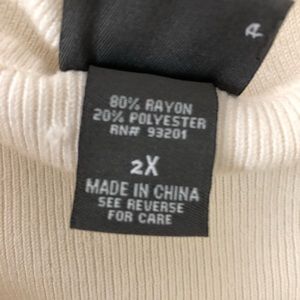 80% RAYON
20% POLYESTER
RN# 93201
2X
MADE IN CHINA
SEE REVERSE
FOR CARE